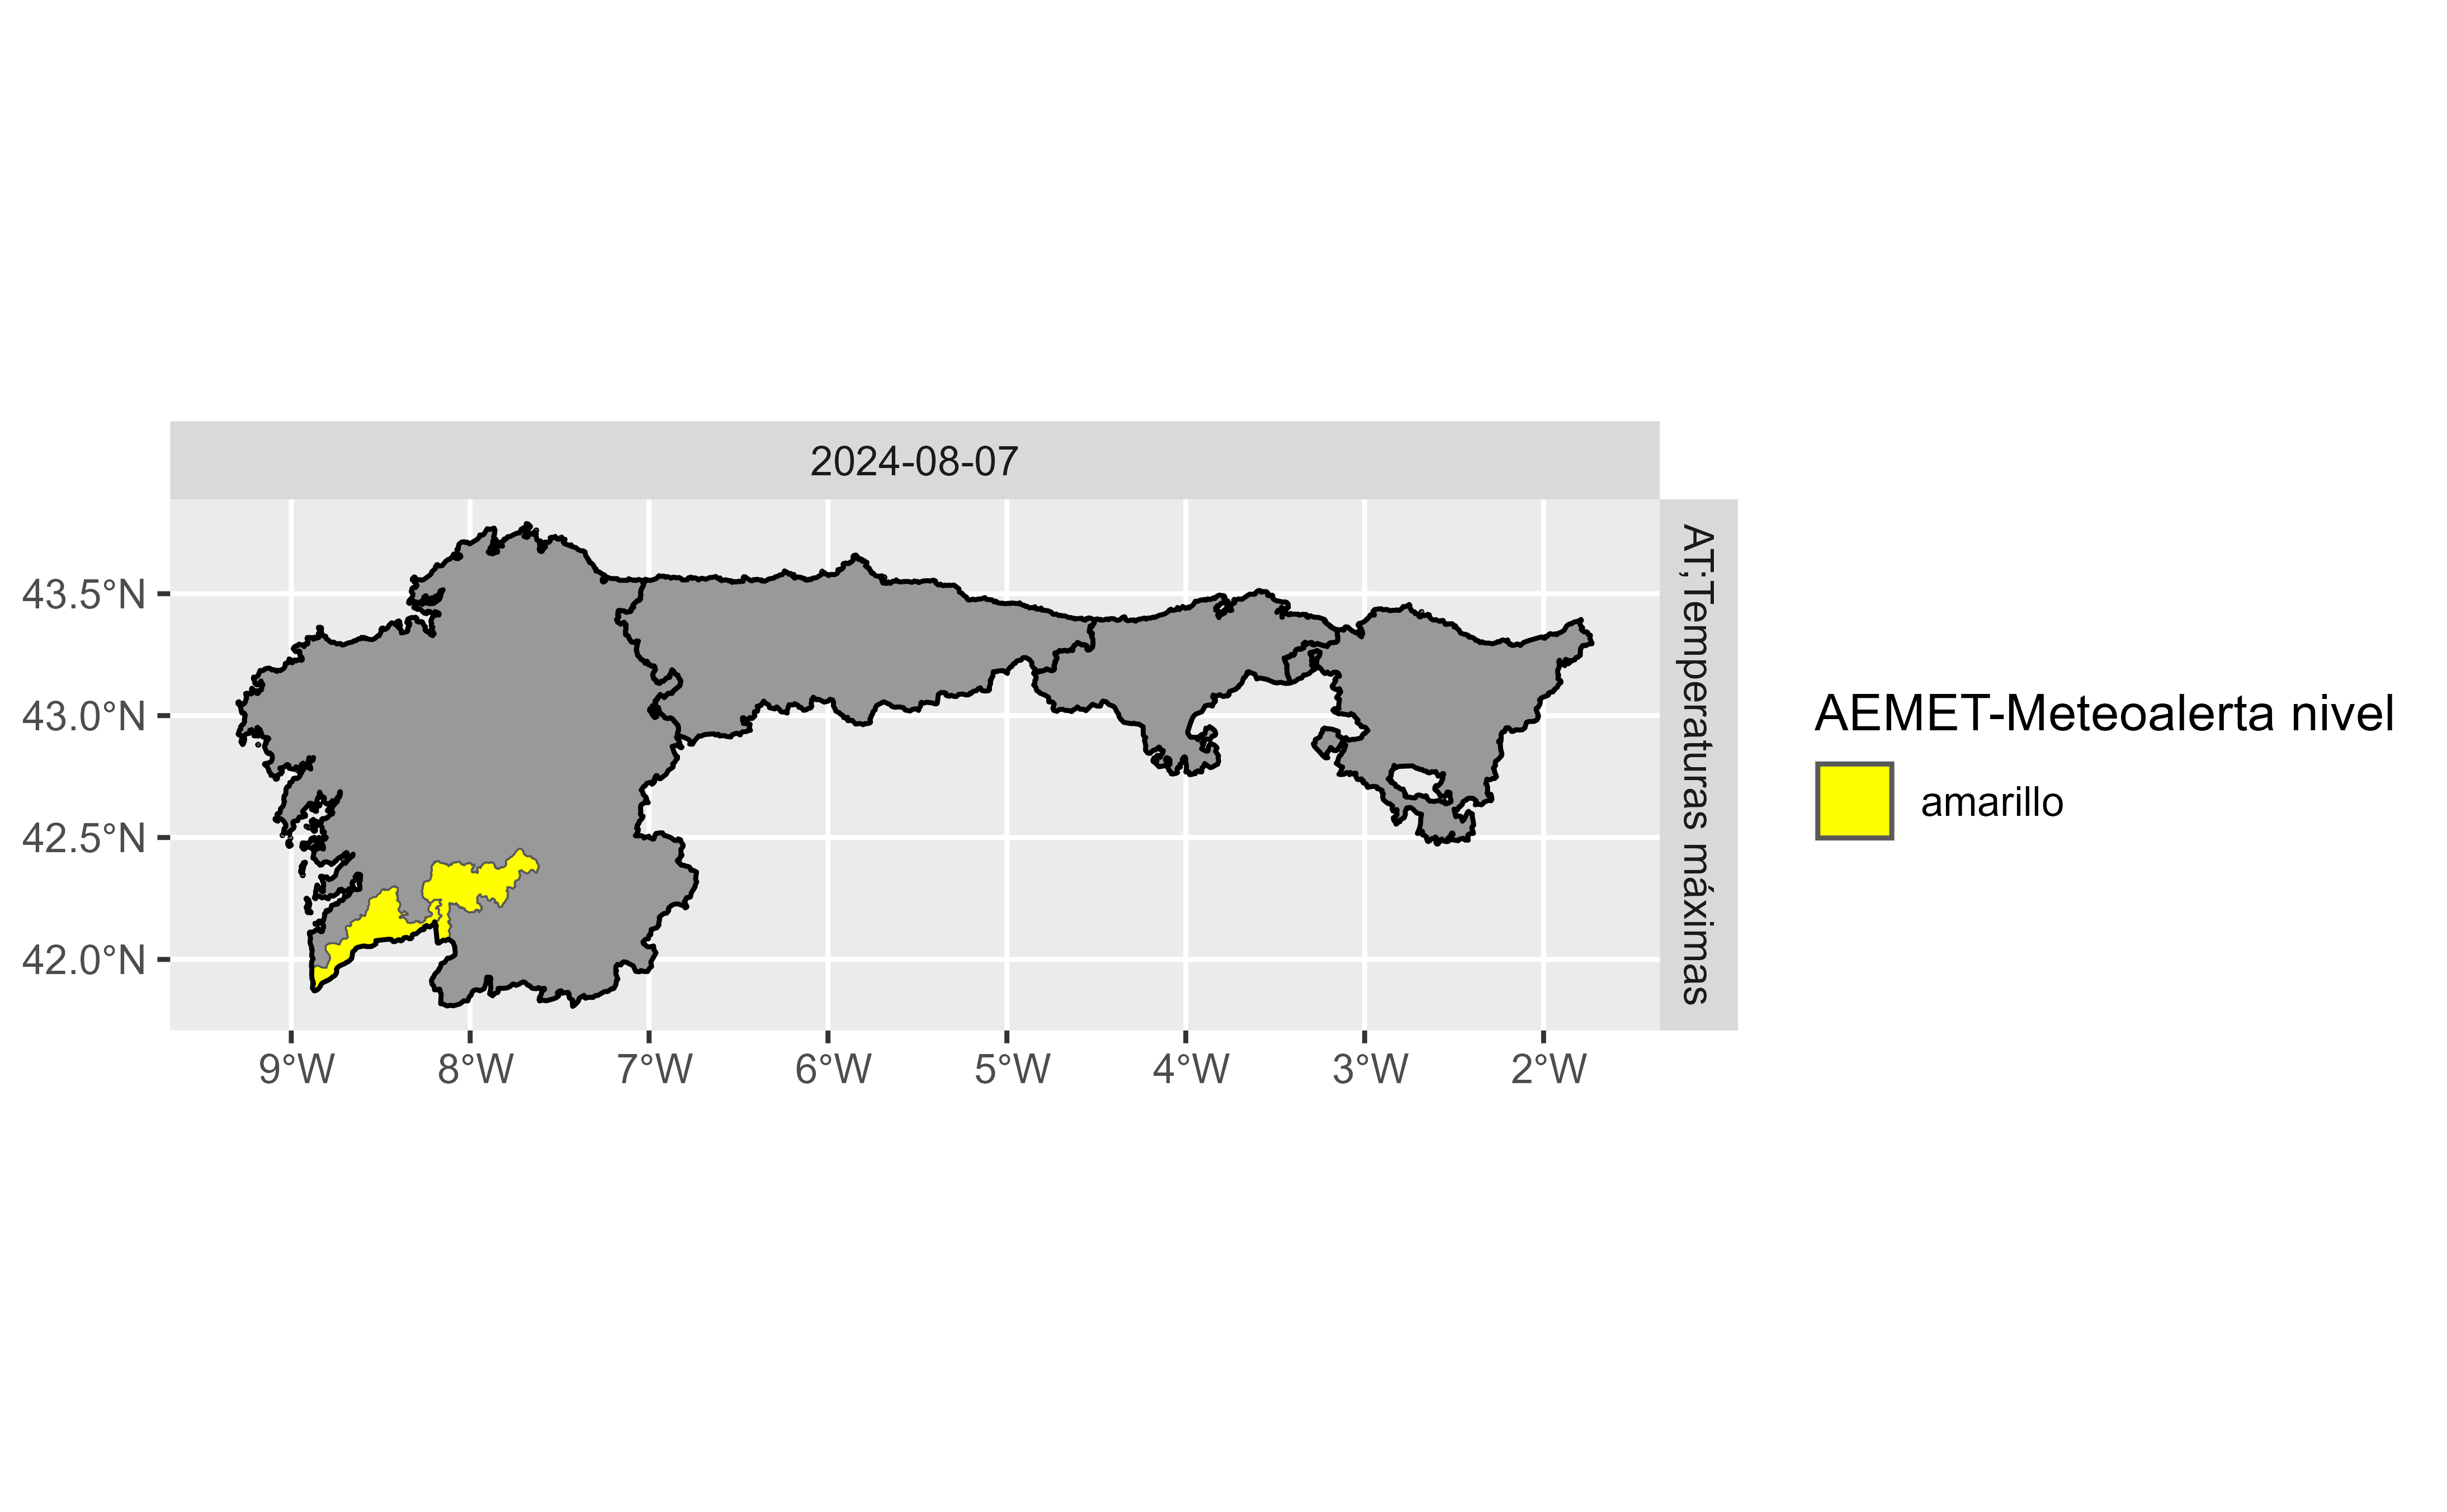 2024-08-07
AT;Temperaturas máximas
43.5°N
43.0°N
42.5°N
42.0°N
9°W
8°W
7°W
6°W
5°W
4°W
3°W
2°W
AEMET-Meteoalerta nivel
amarillo